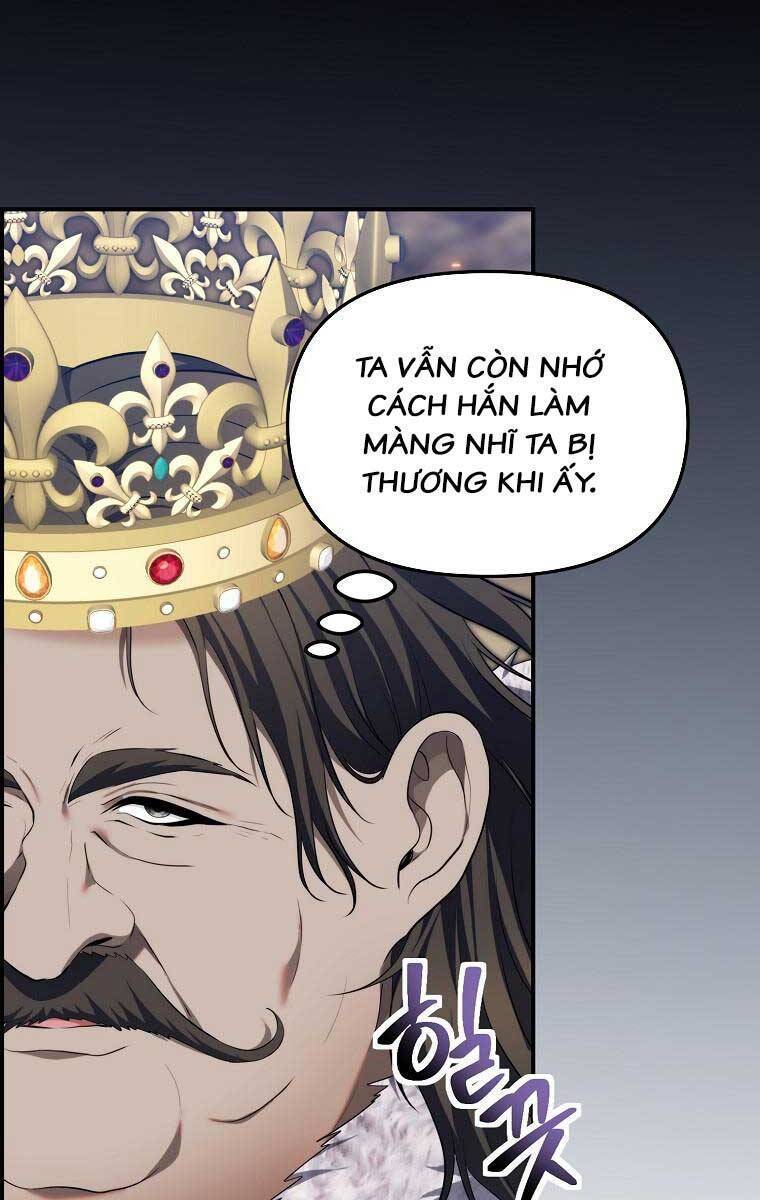 TA VẪN CÒN NHỚ
CÁCH HẮN LÀM
MÀNG NHĨ TA BỊ
THƯƠNG KHI ẤY.
힐끗